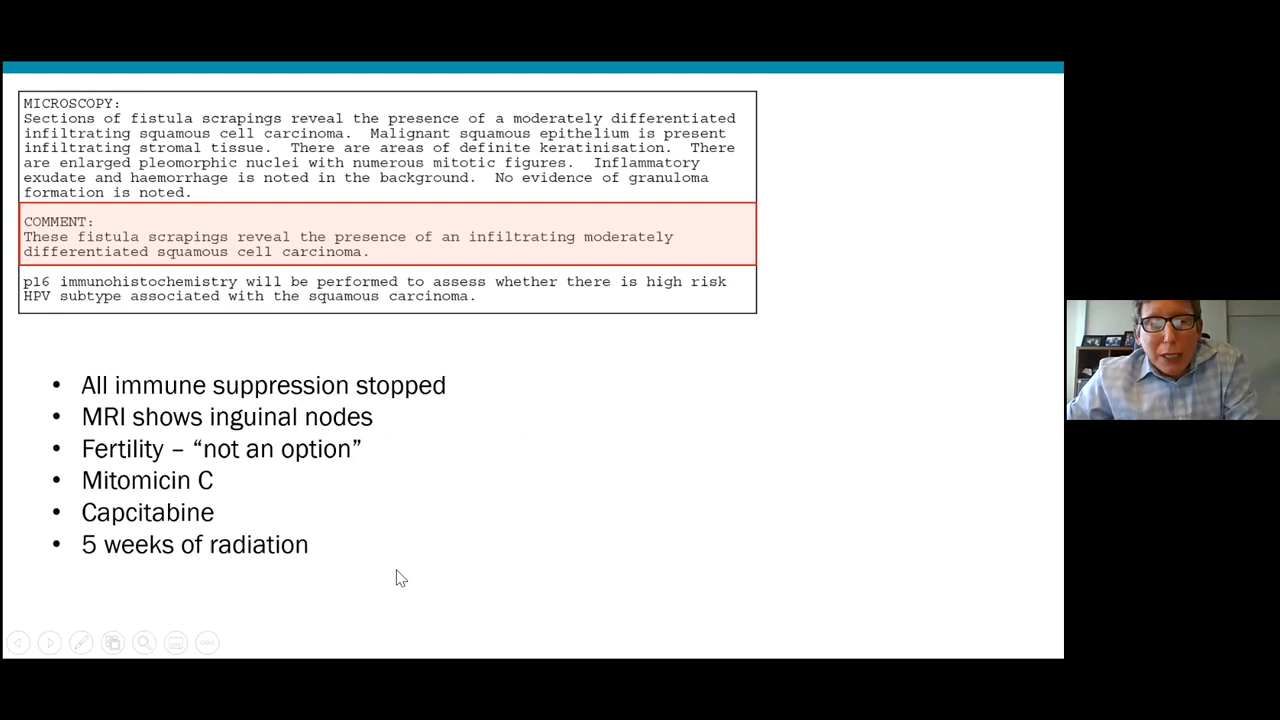 MICROSCOPY:
Sections of fistula scrapings reveal the presence of a moderately differentiated
infiltrating squamous cell carcinoma.  Malignant squamous epithelium is present
infiltrating stromal tissue.  There are areas of definite keratinisation.  There
are enlarged pleomorphic nuclei with numerous mitotic figures.  Inflammatory
exudate and haemorrhage is noted in the background.  No evidence of granuloma
formation is noted.
COMMENT:
These fistula scrapings reveal the presence of an infiltrating moderately
differentiated squamous cell carcinoma.
p16 immunohistochemistry will be performed to assess whether there is high risk
HPV subtype associated with the squamous carcinoma.
• All immune suppression stopped
• MRI shows inguinal nodes
• Fertility – “not an option”
• Mitomicin C
• Capcitabine
• 5 weeks of radiation